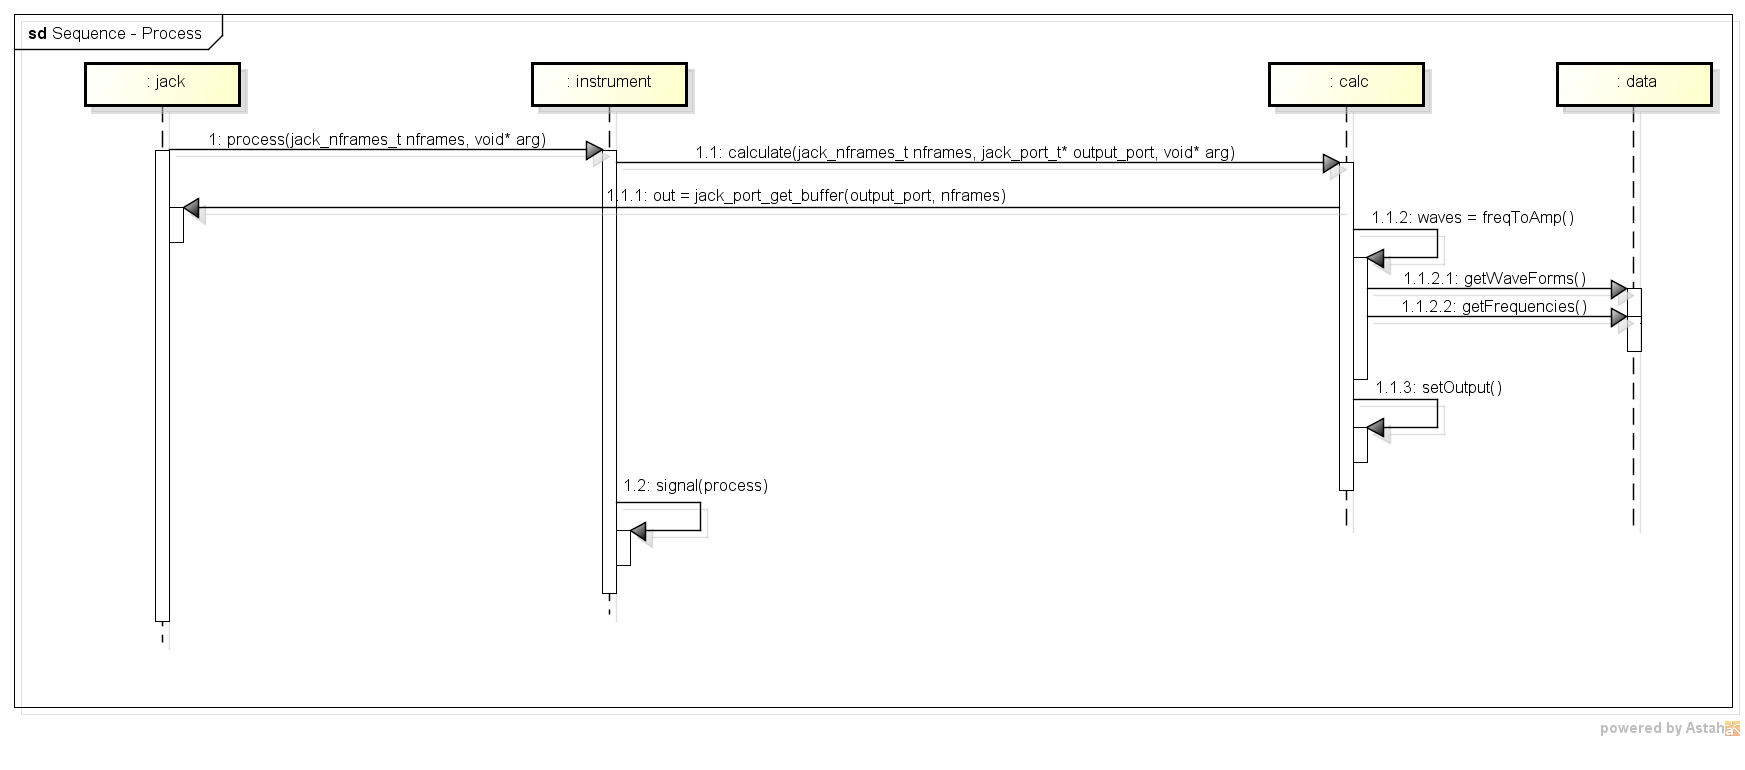 sd Sequence - Process
: jack
: instrument
: calc
: data
1: process(jack_nframes_t nframes, void* arg)
1.1: calculate(jack_nframes_t nframes, jack_port_t* output_port, void* arg)
1.1.1: out = jack_port_get_buffer(output_port, nframes)
1.1.2: waves = freqToAmp()
1.1.2.1: getWaveForms()
1.1.2.2: getFrequencies()
1.1.3: setOutput()
1.2: signal(process)
powered by Astah